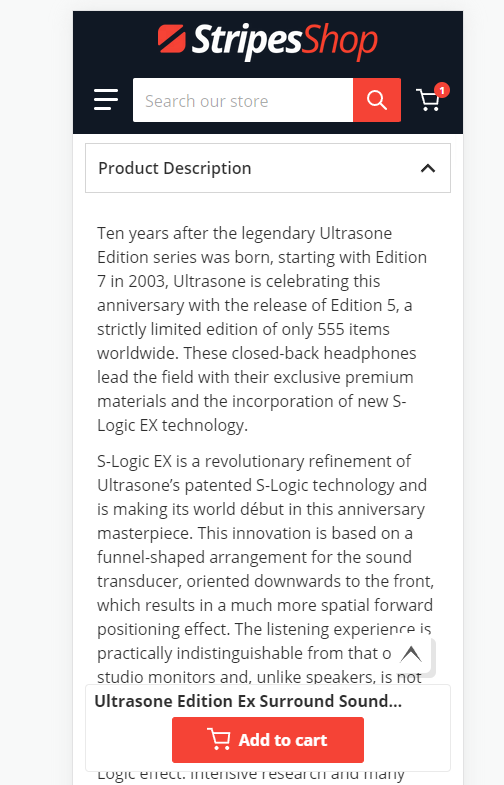 StripesShop
Search our store
1
Product Description
Ten years after the legendary Ultrasone
Edition series was born, starting with Edition
7 in 2003, Ultrasone is celebrating this
anniversary with the release of Edition 5, a
strictly limited edition of only 555 items
worldwide. These closed-back headphones
lead the field with their exclusive premium
materials and the incorporation of new S-
Logic EX technology.
S-Logic EX is a revolutionary refinement of
Ultrasone’s patented S-Logic technology and
is making its world début in this anniversary
masterpiece. This innovation is based on a
funnel-shaped arrangement for the sound
transducer, oriented downwards to the front,
which results in a much more spatial forward
positioning effect. The listening experience is
practically indistinguishable from that o
studio monitors and, unlike speakers, is not
Ultrasone Edition Ex Surround Sound...
Add to cart
Logic effect. Intensive research and many